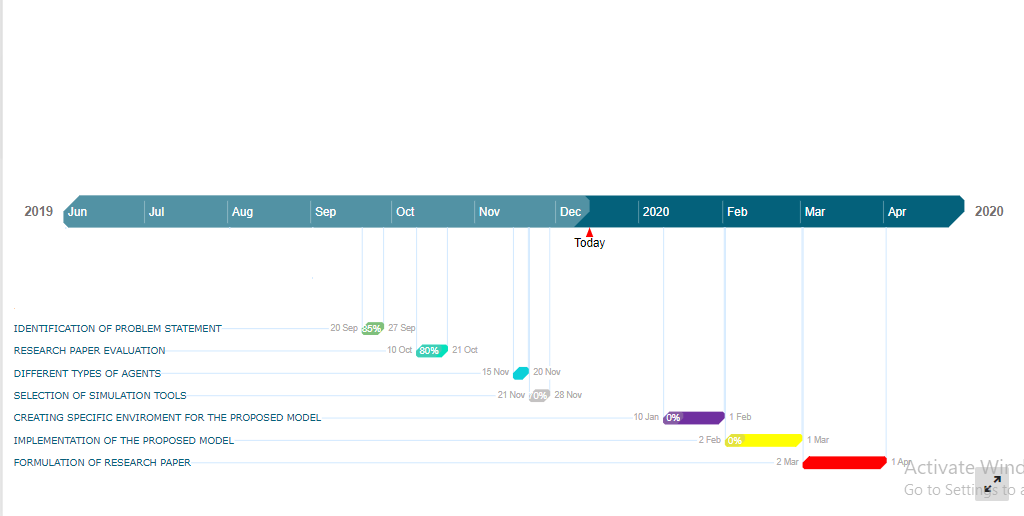 2019 Jun Jul Aug Sep Oct Nov Dec 2020 Feb Mar Apr 2020
Today
IDENTIFICATION OF PROBLEM STATEMENT 20 Sep 85% 27 Sep
RESEARCH PAPER EVALUATION 10 Oct 80% 21 Oct
DIFFERENT TYPES OF AGENTS 15 Nov 20 Nov
SELECTION OF SIMULATION TOOLS 21 Nov 70% 28 Nov
CREATING SPECIFIC ENVIROMENT FOR THE PROPOSED MODEL 10 Jan 0% 1 Feb
IMPLEMENTATION OF THE PROPOSED MODEL 2 Feb 0% 1 Mar
FORMULATION OF RESEARCH PAPER 2 Mar 1 Apr
Activate Wind
Go to Settings to a